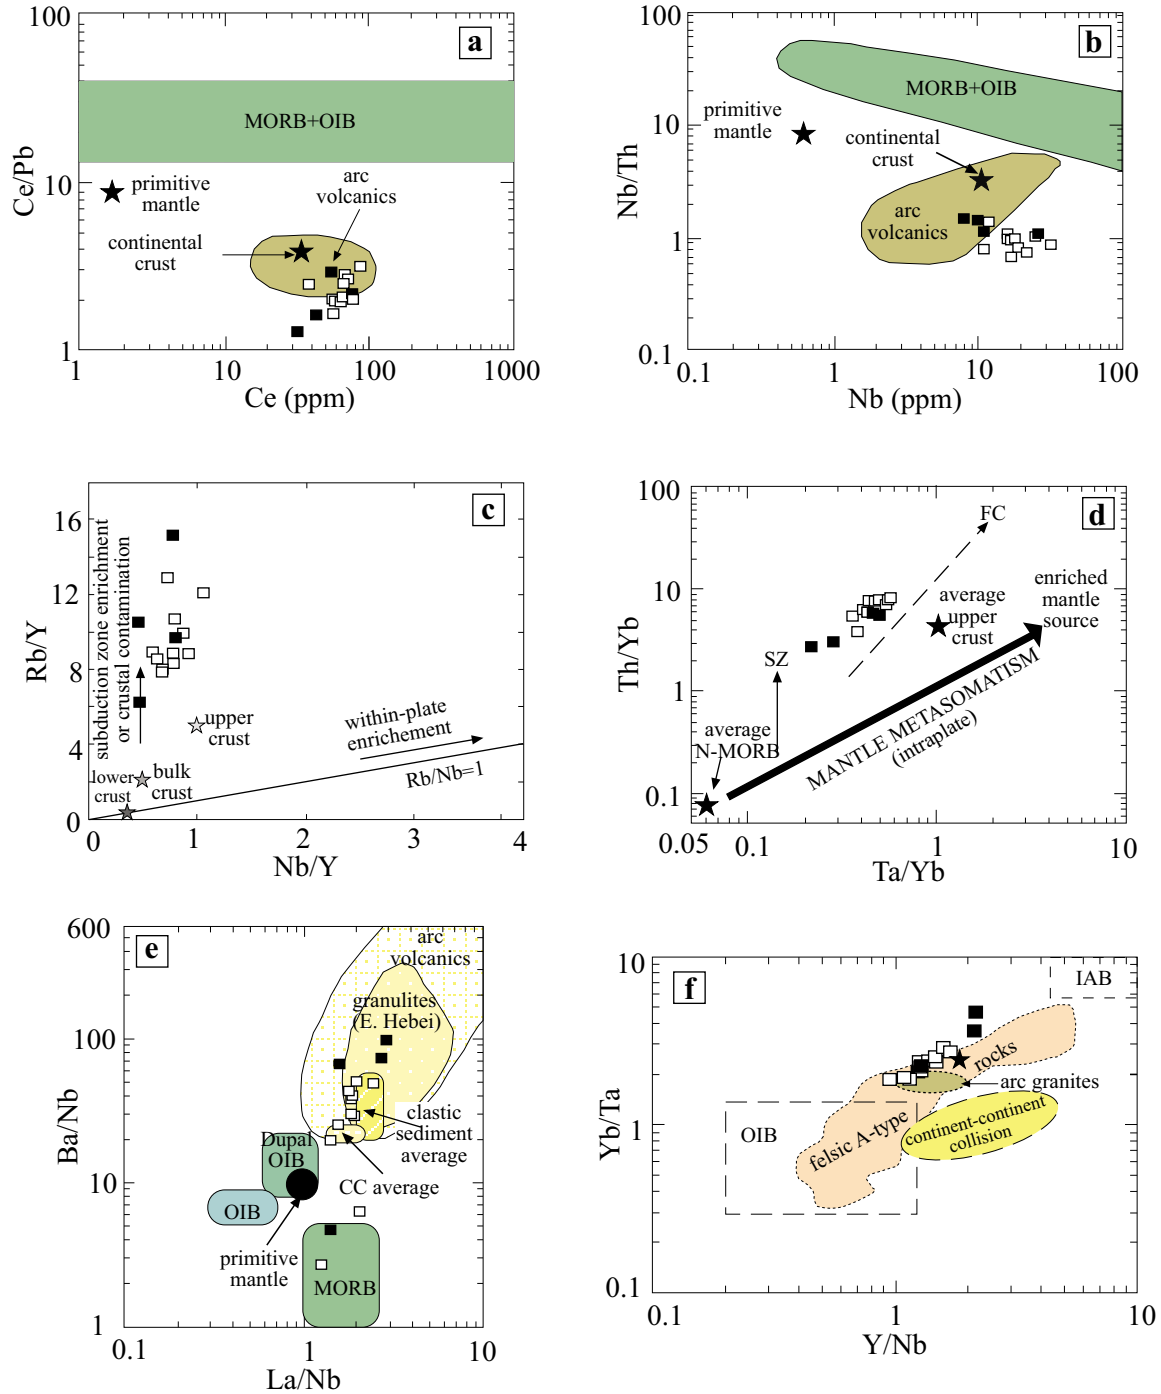 a
100
10
1
Ce/Pb
MORB+OIB
primitive
mantle
arc
volcanics
continental
crust
1
10
100
1000
Ce (ppm)
b
100
10
1
0.1
Nb/Th
MORB+OIB
primitive
mantle
continental
crust
arc
volcanics
0.1
1
10
100
Nb (ppm)
c
16
12
8
4
0
Rb/Y
subduction zone enrichment
or crustal contamination
upper
crust
within-plate
enrichement
Rb/Nb=1
lower
crust
bulk
crust
0
1
2
3
4
Nb/Y
d
100
10
1
0.1
Th/Yb
FC
enriched
mantle
source
average
upper
crust
SZ
average
N-MORB
MANTLE METASOMATISM
(intraplate)
0.05
0.1
1
10
Ta/Yb
e
600
100
10
1
Ba/Nb
arc
volcanics
granulites
(E. Hebei)
clastic
sediment
average
Dupal
OIB
CC average
OIB
primitive
mantle
MORB
0.1
1
10
La/Nb
f
10
1
0.1
Yb/Ta
IAB
rocks
arc granites
OIB
felsic A-type
continent-continent
collision
0.1
1
10
Y/Nb